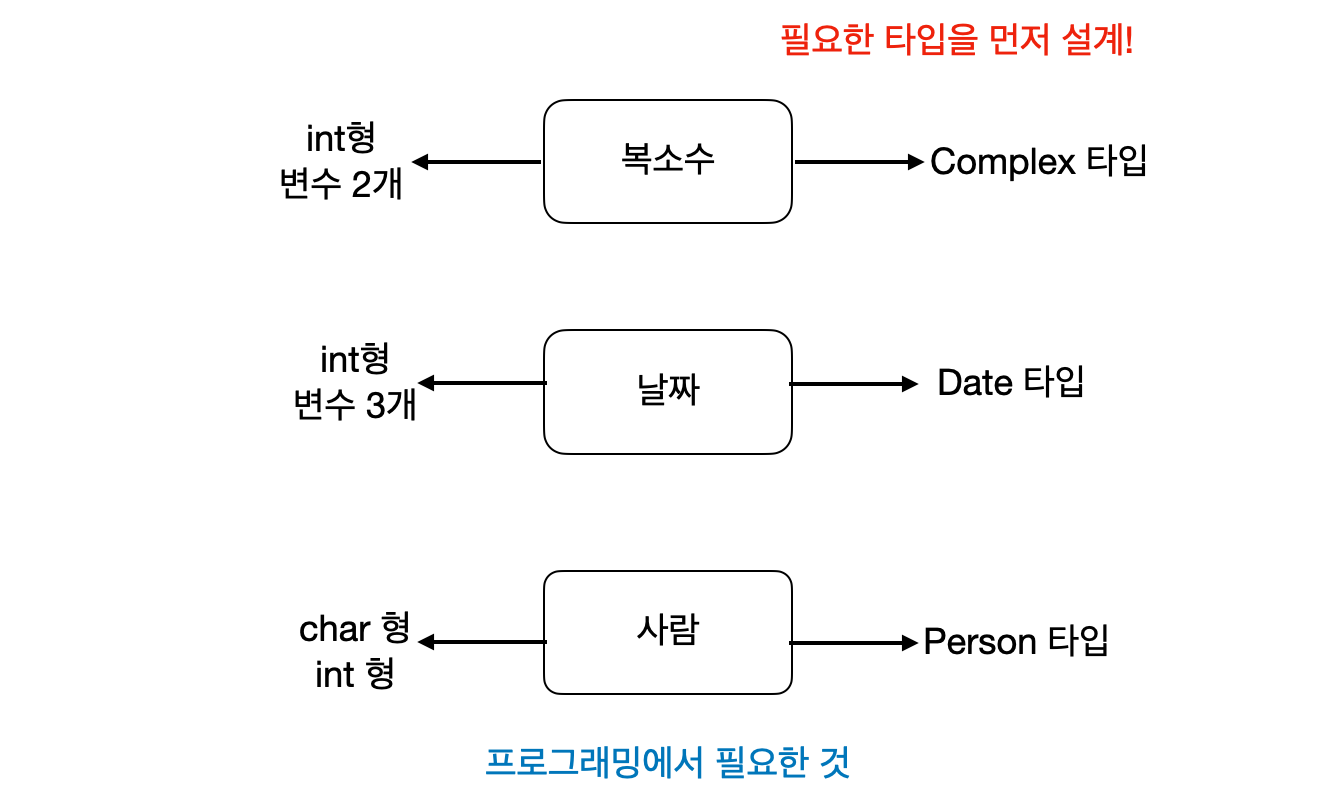 필요한 타입을 먼저 설계!
int형
변수 2개
복소수
Complex 타입
int형
변수 3개
날짜
Date 타입
char 형
int 형
사람
Person 타입
프로그래밍에서 필요한 것